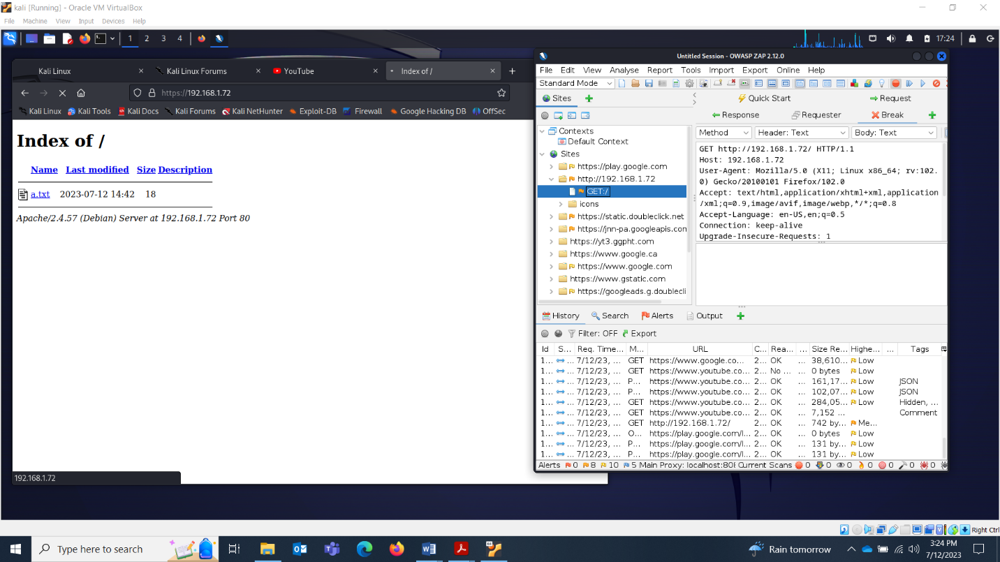 kali [Running] - Oracle VM VirtualBox
File Machine View Input Devices Help
1 2 3 4 17:24
Kali Linux Kali Linux Forums YouTube Index of /
https://192.168.1.72
Kali Linux Kali Tools Kali Docs Kali Forums Kali NetHunter Exploit-DB Firewall Google Hacking DB OffSec
Index of /
Name Last modified Size Description
a.txt 2023-07-12 14:42 18
Apache/2.4.57 (Debian) Server at 192.168.1.72 Port 80
192.168.1.72
Untitled Session - OWASP ZAP 2.12.0
File Edit View Analyse Report Tools Import Export Online Help
Standard Mode
Sites
Contexts
Default Context
Sites
https://play.google.com
http://192.168.1.72
GET:/
icons
https://static.doubleclick.net
https://jnn-pa.googleapis.com
https://yt3.ggpht.com
https://www.google.ca
https://www.google.com
https://www.gstatic.com
https://googleads.g.doublecli
Quick Start Request
Response Requester Break
Method Header: Text Body: Text
GET http://192.168.1.72/ HTTP/1.1
Host: 192.168.1.72
User-Agent: Mozilla/5.0 (X11; Linux x86_64; rv:102.
0) Gecko/20100101 Firefox/102.0
Accept: text/html,application/xhtml+xml,application
/xml;q=0.9,image/avif,image/webp,*/*;q=0.8
Accept-Language: en-US,en;q=0.5
Connection: keep-alive
Upgrade-Insecure-Requests: 1
History Search Alerts Output
Filter: OFF Export
Id S... Req. Time... M... URL C... Rea... ... Size Re... Highe... ... Tags
1... ... 7/12/23, ... GET https://www.google.co... 2... OK ... 38,610... Low
1... ... 7/12/23, ... GET https://www.youtube.co... 2... No ... ... 0 bytes Low
1... ... 7/12/23, ... P... https://www.youtube.co... 2... OK ... 161,17... Low JSON
1... ... 7/12/23, ... P... https://www.youtube.co... 2... OK ... 102,07... Low JSON
1... ... 7/12/23, ... GET https://www.youtube.co... 2... OK ... 284,05... Low Hidden, ...
1... ... 7/12/23, ... GET https://www.youtube.co... 2... OK ... 7,152 ... Comment
1... ... 7/12/23, ... GET http://192.168.1.72/ 2... OK ... 742 by... Me...
1... ... 7/12/23, ... O... https://play.google.com/l... 2... OK ... 0 bytes Low
1... ... 7/12/23, ... P... https://play.google.com/l... 2... OK ... 131 by... Low
1... ... 7/12/23, ... P... https://play.google.com/l... 2... OK ... 131 by... Low
Alerts 0 8 10 5 Main Proxy: localhost:808 Current Scans 0 0 0 0 0 0 0
Right Ctrl
Type here to search
Rain tomorrow
3:24 PM
7/12/2023